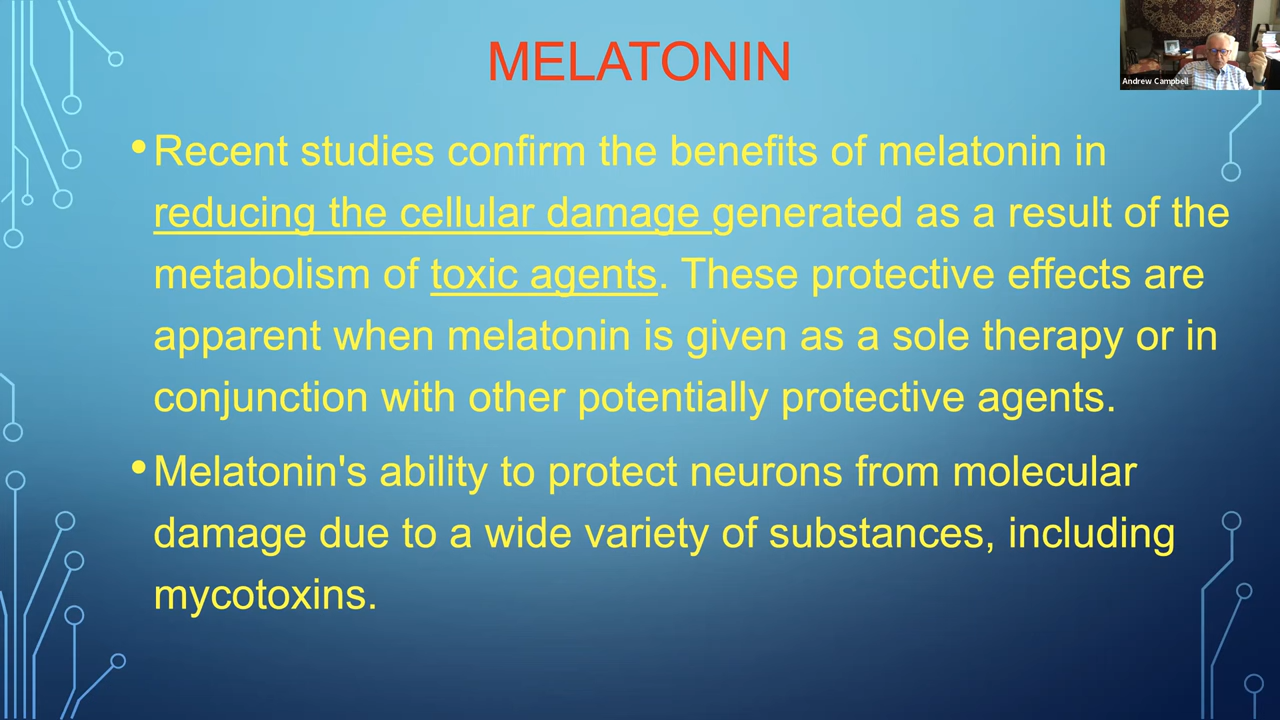 MELATONIN
Andrew Campbell
• Recent studies confirm the benefits of melatonin in
reducing the cellular damage generated as a result of the
metabolism of toxic agents. These protective effects are
apparent when melatonin is given as a sole therapy or in
conjunction with other potentially protective agents.
• Melatonin's ability to protect neurons from molecular
damage due to a wide variety of substances, including
mycotoxins.